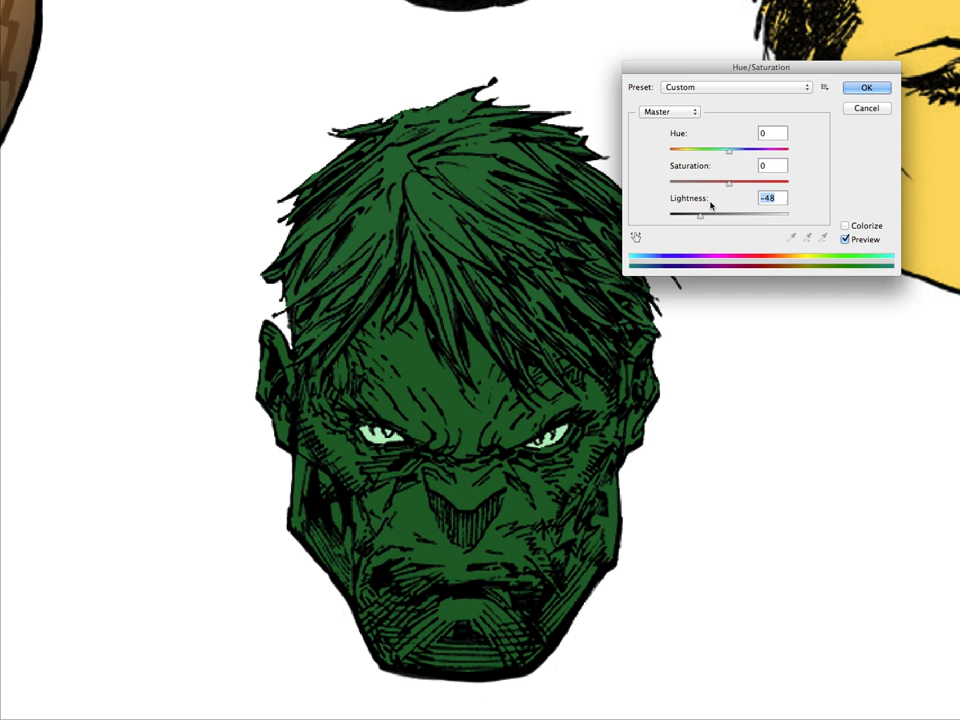 Hue/Saturation
Preset: Custom
OK
Cancel
Master
Hue: 0
Saturation: 0
Lightness: -48
Colorize
Preview